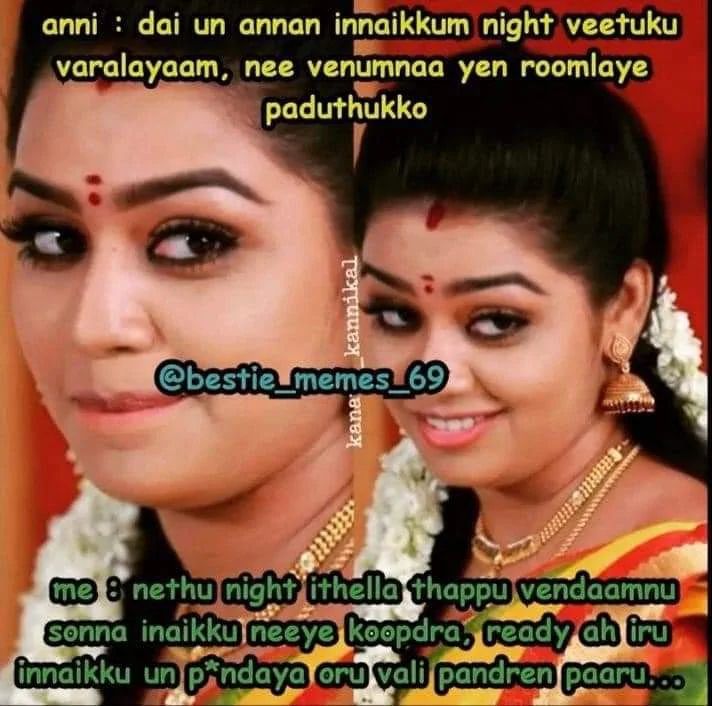 anni : dai un annan innaikkum night veetuku
varalayaam, nee venumnaa yen roomlaye
paduthukko
@bestie_memes_69
me : nethu night ithella thappu vendaamnu
sonna inaikku neeye koopdra, ready ah iru
innaikku un p*ndaya oru vali pandren paaru...